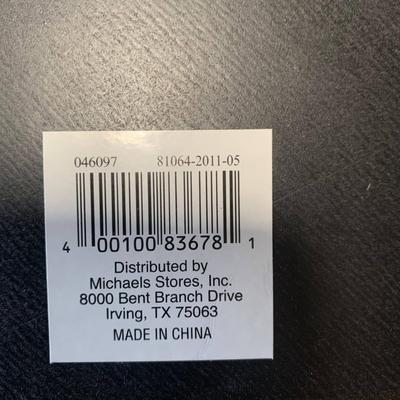 046097 81064-2011-05
4 00100 83678 1
Distributed by
Michaels Stores, Inc.
8000 Bent Branch Drive
Irving, TX 75063
MADE IN CHINA